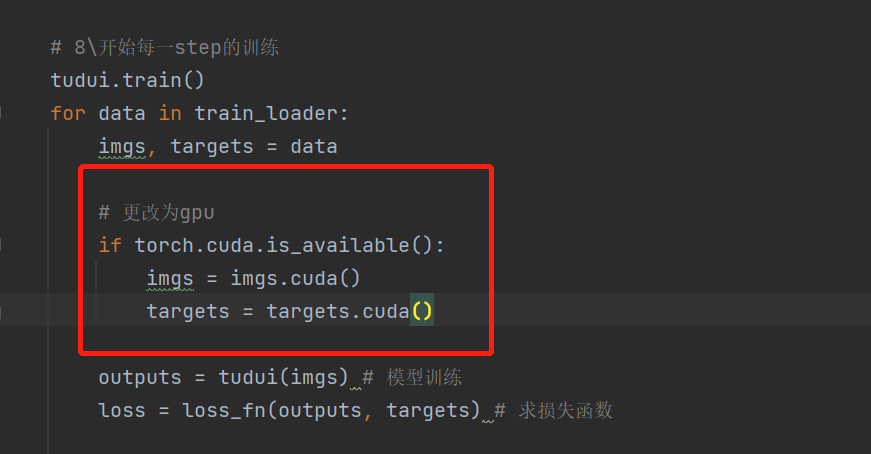 # 8\开始每一step的训练
tudui.train()
for data in train_loader:
imgs, targets = data
# 更改为gpu
if torch.cuda.is_available():
imgs = imgs.cuda()
targets = targets.cuda()
outputs = tudui(imgs) # 模型训练
loss = loss_fn(outputs, targets) # 求损失函数